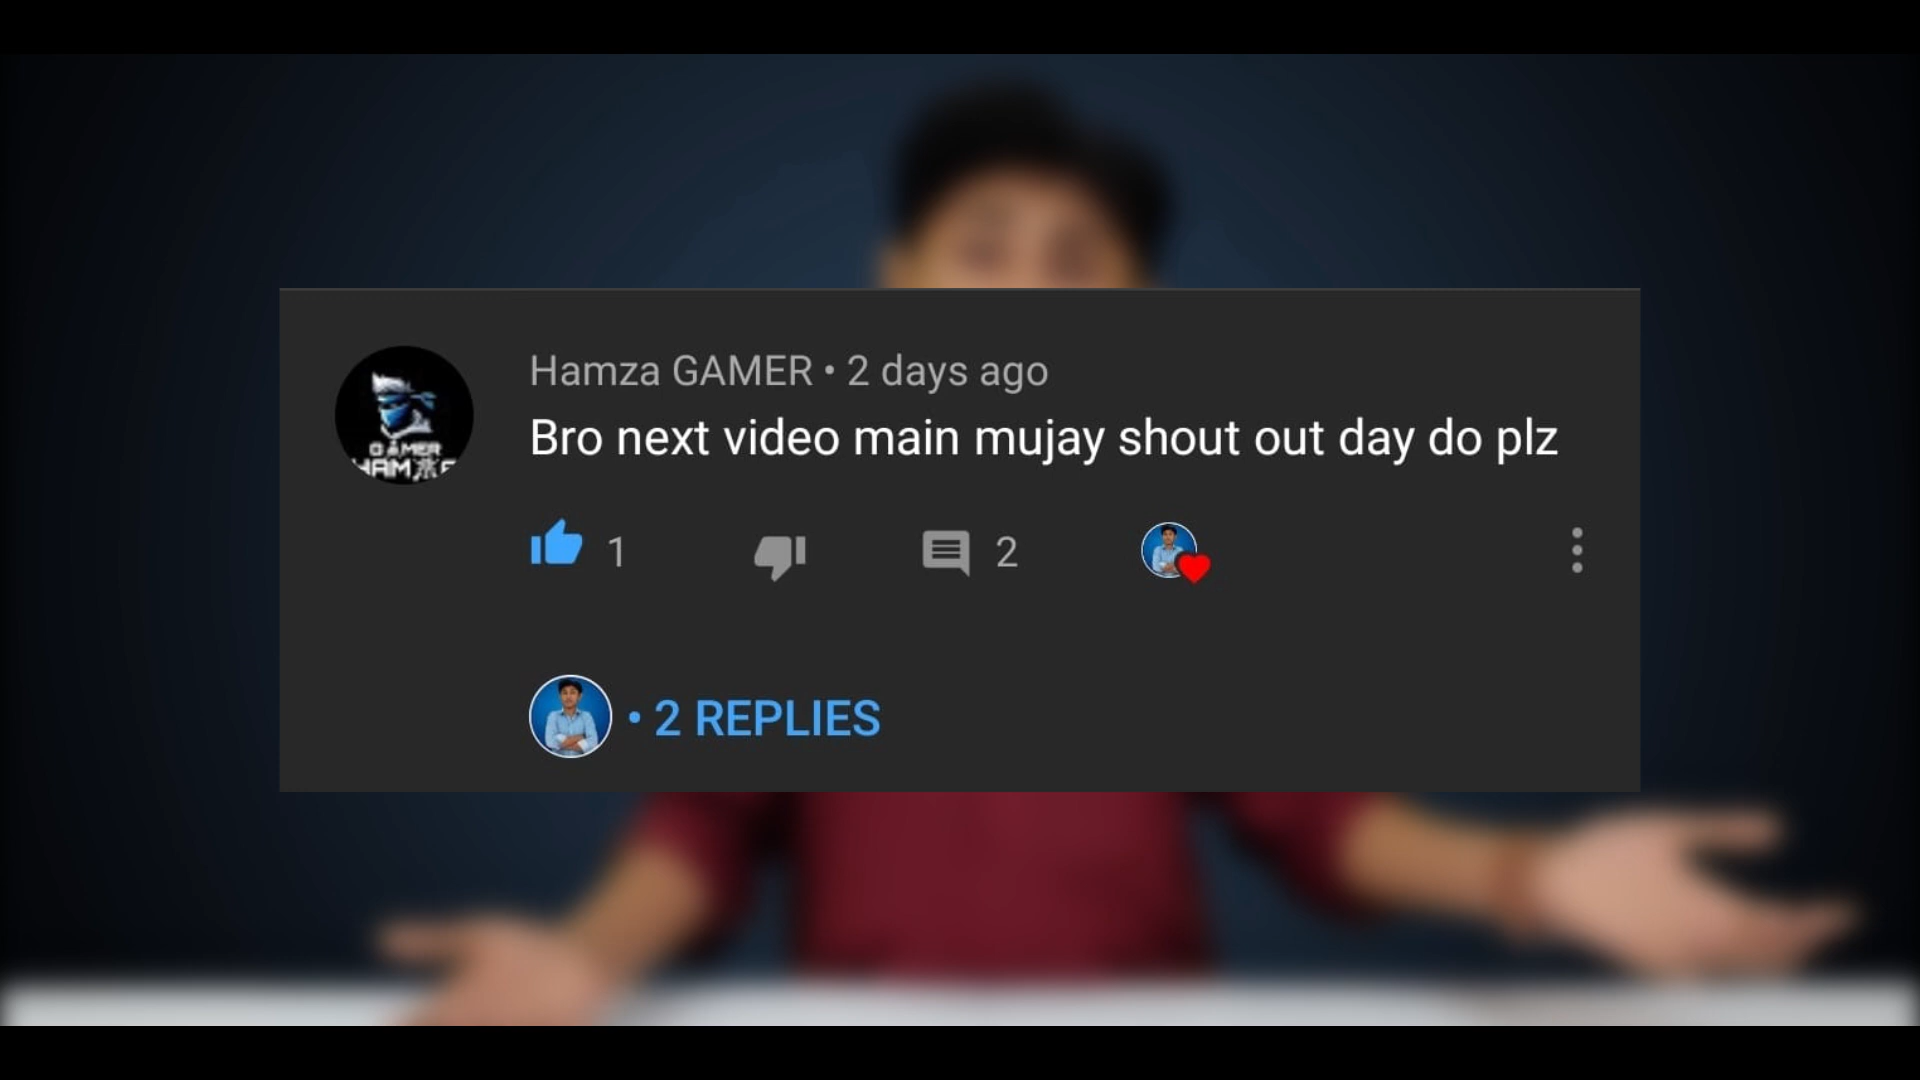 Hamza GAMER • 2 days ago
Bro next video main mujay shout out day do plz
1
2
• 2 REPLIES
GAMER